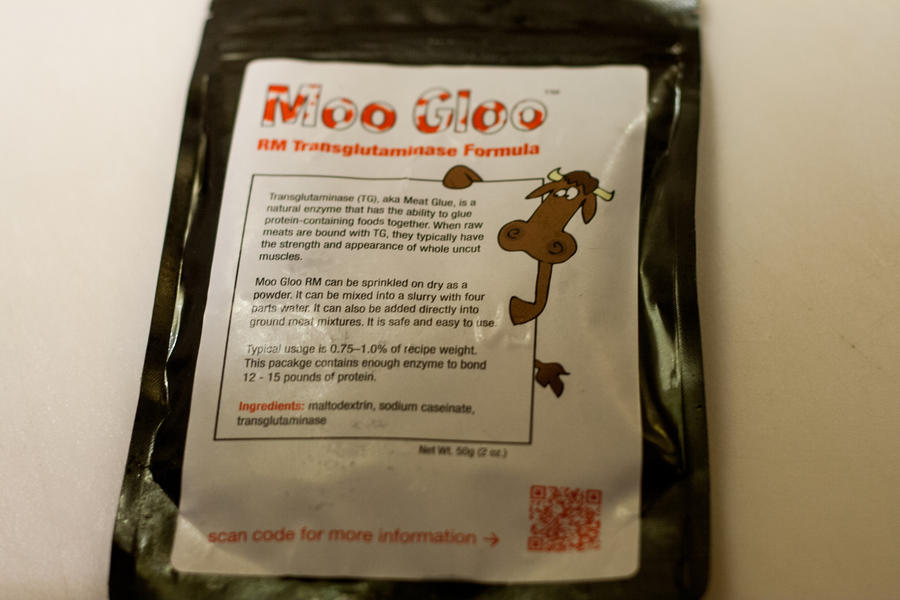 Moo Gloo™
RM Transglutaminase Formula
Transglutaminase (TG), aka Meat Glue, is a
natural enzyme that has the ability to glue
protein-containing foods together. When raw
meats are bound with TG, they typically have
the strength and appearance of whole uncut
muscles.
Moo Gloo RM can be sprinkled on dry as a
powder. It can be mixed into a slurry with four
parts water. It can also be added directly into
ground meat mixtures. It is safe and easy to use.
Typical usage is 0.75–1.0% of recipe weight.
This pacakge contains enough enzyme to bond
12 - 15 pounds of protein.
Ingredients: maltodextrin, sodium caseinate,
transglutaminase
Net Wt. 50g (2 oz.)
scan code for more information →